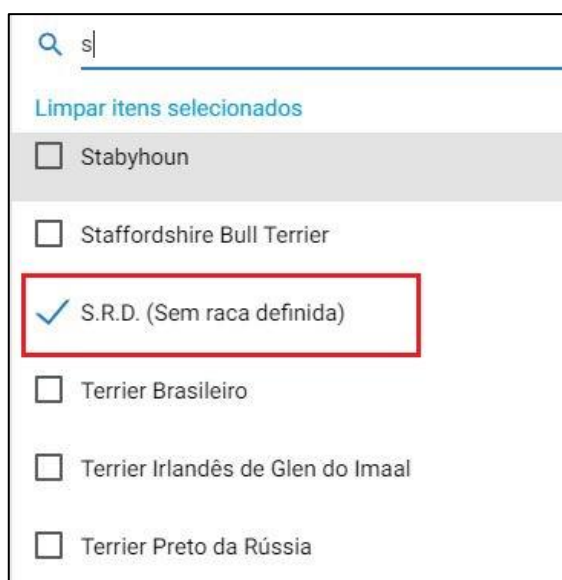 s
Limpar itens selecionados
Stabyhoun
Staffordshire Bull Terrier
S.R.D. (Sem raca definida)
Terrier Brasileiro
Terrier Irlandês de Glen do Imaal
Terrier Preto da Rússia